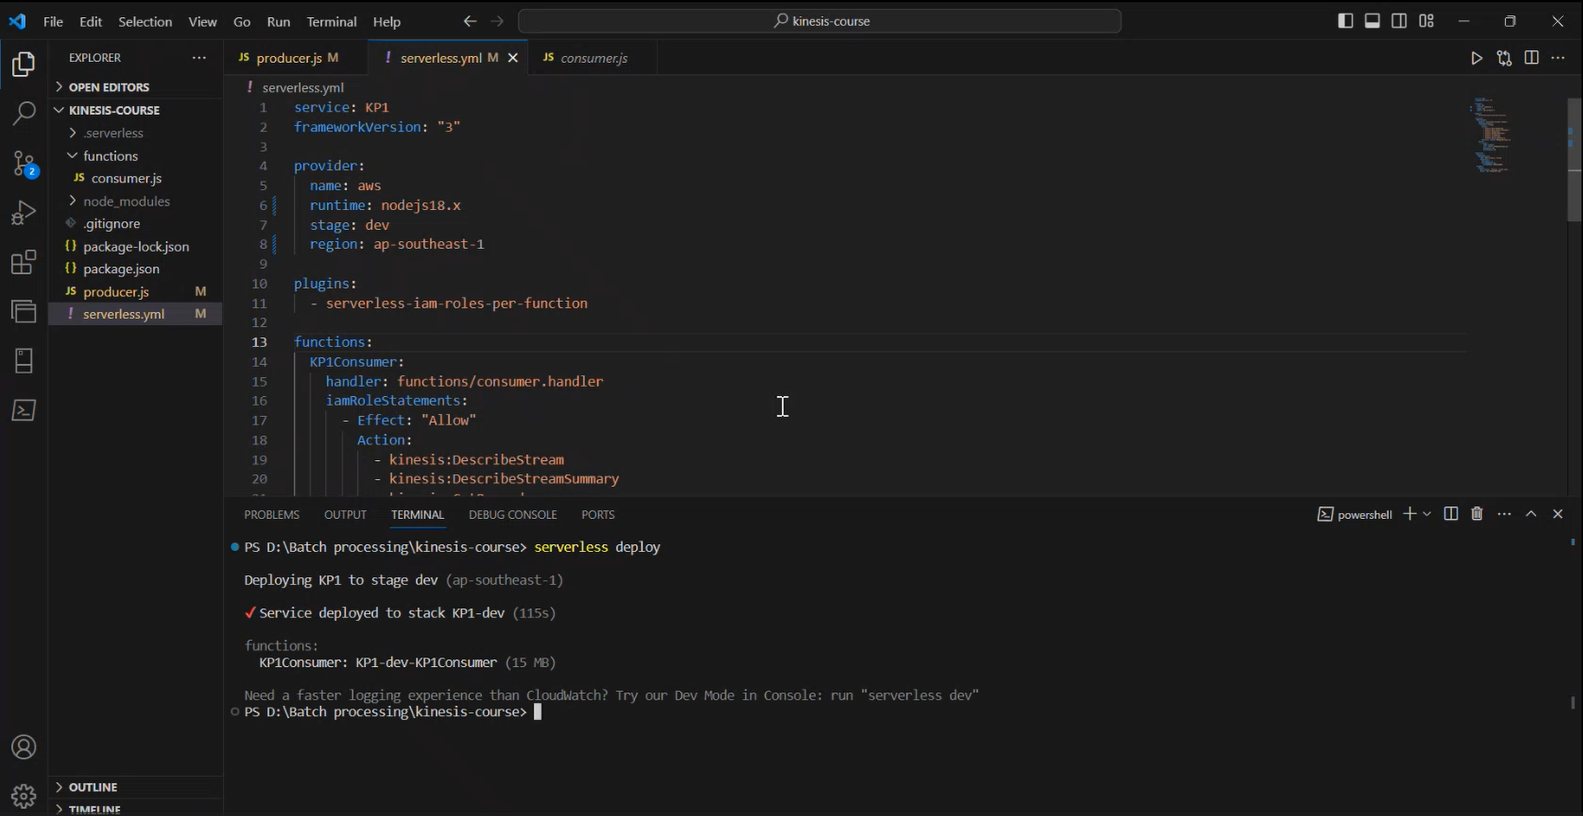 File Edit Selection View Go Run Terminal Help
kinesis-course
EXPLORER
OPEN EDITORS
KINESIS-COURSE
.serverless
functions
JS consumer.js
node_modules
.gitignore
{} package-lock.json
{} package.json
JS producer.js M
! serverless.yml M
OUTLINE
TIMELINE
2
JS producer.js M
! serverless.yml M
JS consumer.js
! serverless.yml
1 service: KP1
2 frameworkVersion: "3"
3
4 provider:
5 name: aws
6 runtime: nodejs18.x
7 stage: dev
8 region: ap-southeast-1
9
10 plugins:
11 - serverless-iam-roles-per-function
12
13 functions:
14 KP1Consumer:
15 handler: functions/consumer.handler
16 iamRoleStatements:
17 - Effect: "Allow"
18 Action:
19 - kinesis:DescribeStream
20 - kinesis:DescribeStreamSummary
PROBLEMS OUTPUT TERMINAL DEBUG CONSOLE PORTS
powershell
PS D:\Batch processing\kinesis-course> serverless deploy
Deploying KP1 to stage dev (ap-southeast-1)
✓Service deployed to stack KP1-dev (115s)
functions:
KP1Consumer: KP1-dev-KP1Consumer (15 MB)
Need a faster logging experience than CloudWatch? Try our Dev Mode in Console: run "serverless dev"
PS D:\Batch processing\kinesis-course>